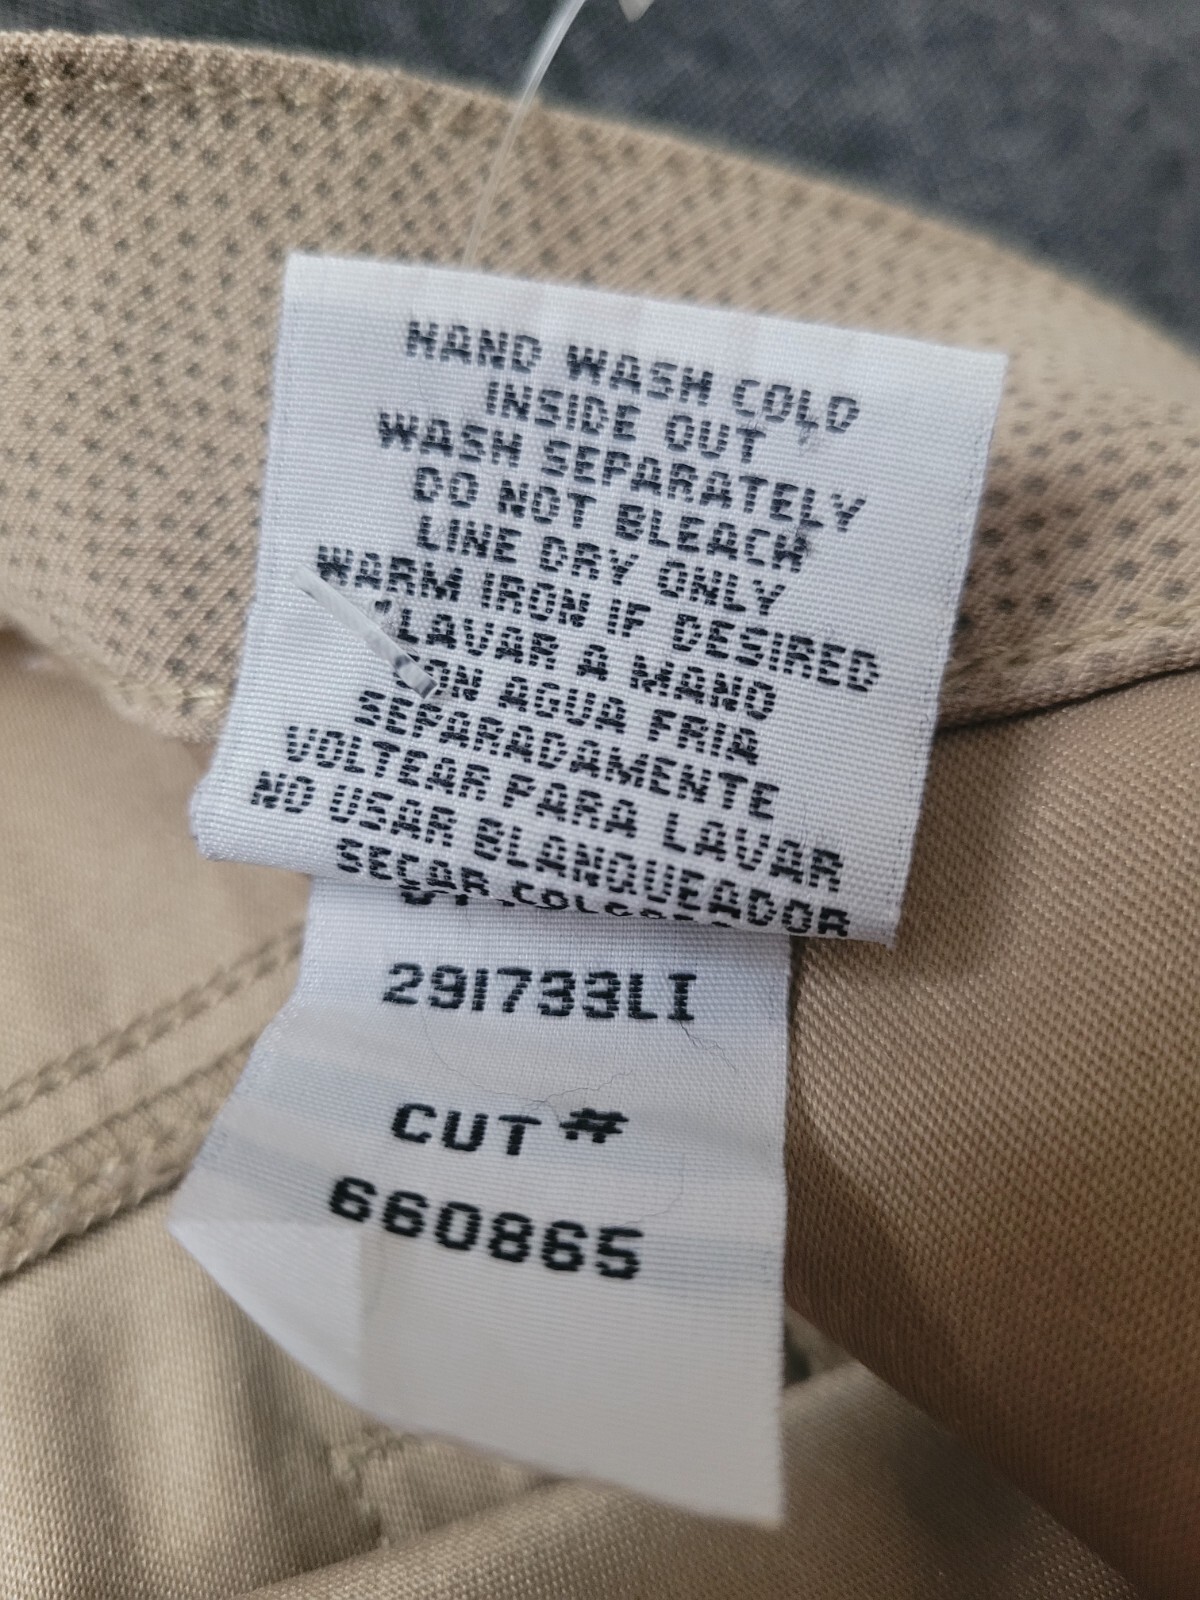 HAND WASH COLD
INSIDE OUT
WASH SEPARATELY
DO NOT BLEACH
LINE DRY ONLY
WARM IRON IF DESIRED
LAVAR A MANO
CON AGUA FRIA
SEPARADAMENTE
VOLTEAR PARA LAVAR
NO USAR BLANQUEADOR
SECAR
291733LI
CUT #
660865